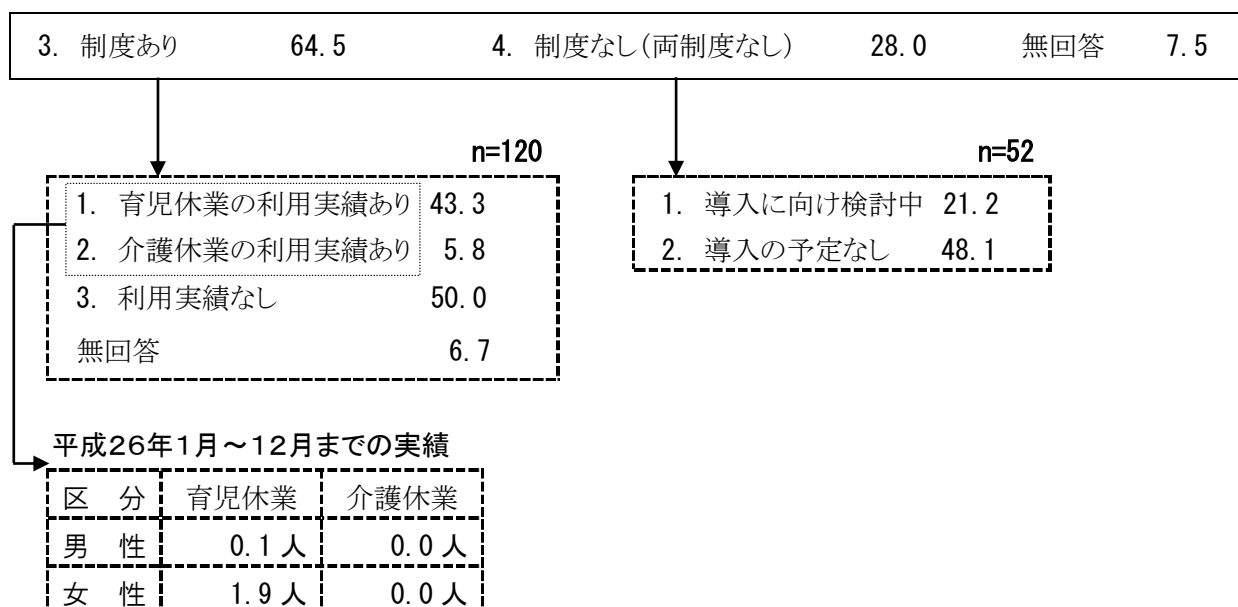 3. 制度あり 64.5 4. 制度なし(両制度なし) 28.0 無回答 7.5
n=120
1. 育児休業の利用実績あり 43.3
2. 介護休業の利用実績あり 5.8
3. 利用実績なし 50.0
無回答 6.7
n=52
1. 導入に向け検討中 21.2
2. 導入の予定なし 48.1
平成26年1月~12月までの実績
区 分 育児休業 介護休業
男 性 0.1人 0.0人
女 性 1.9人 0.0人